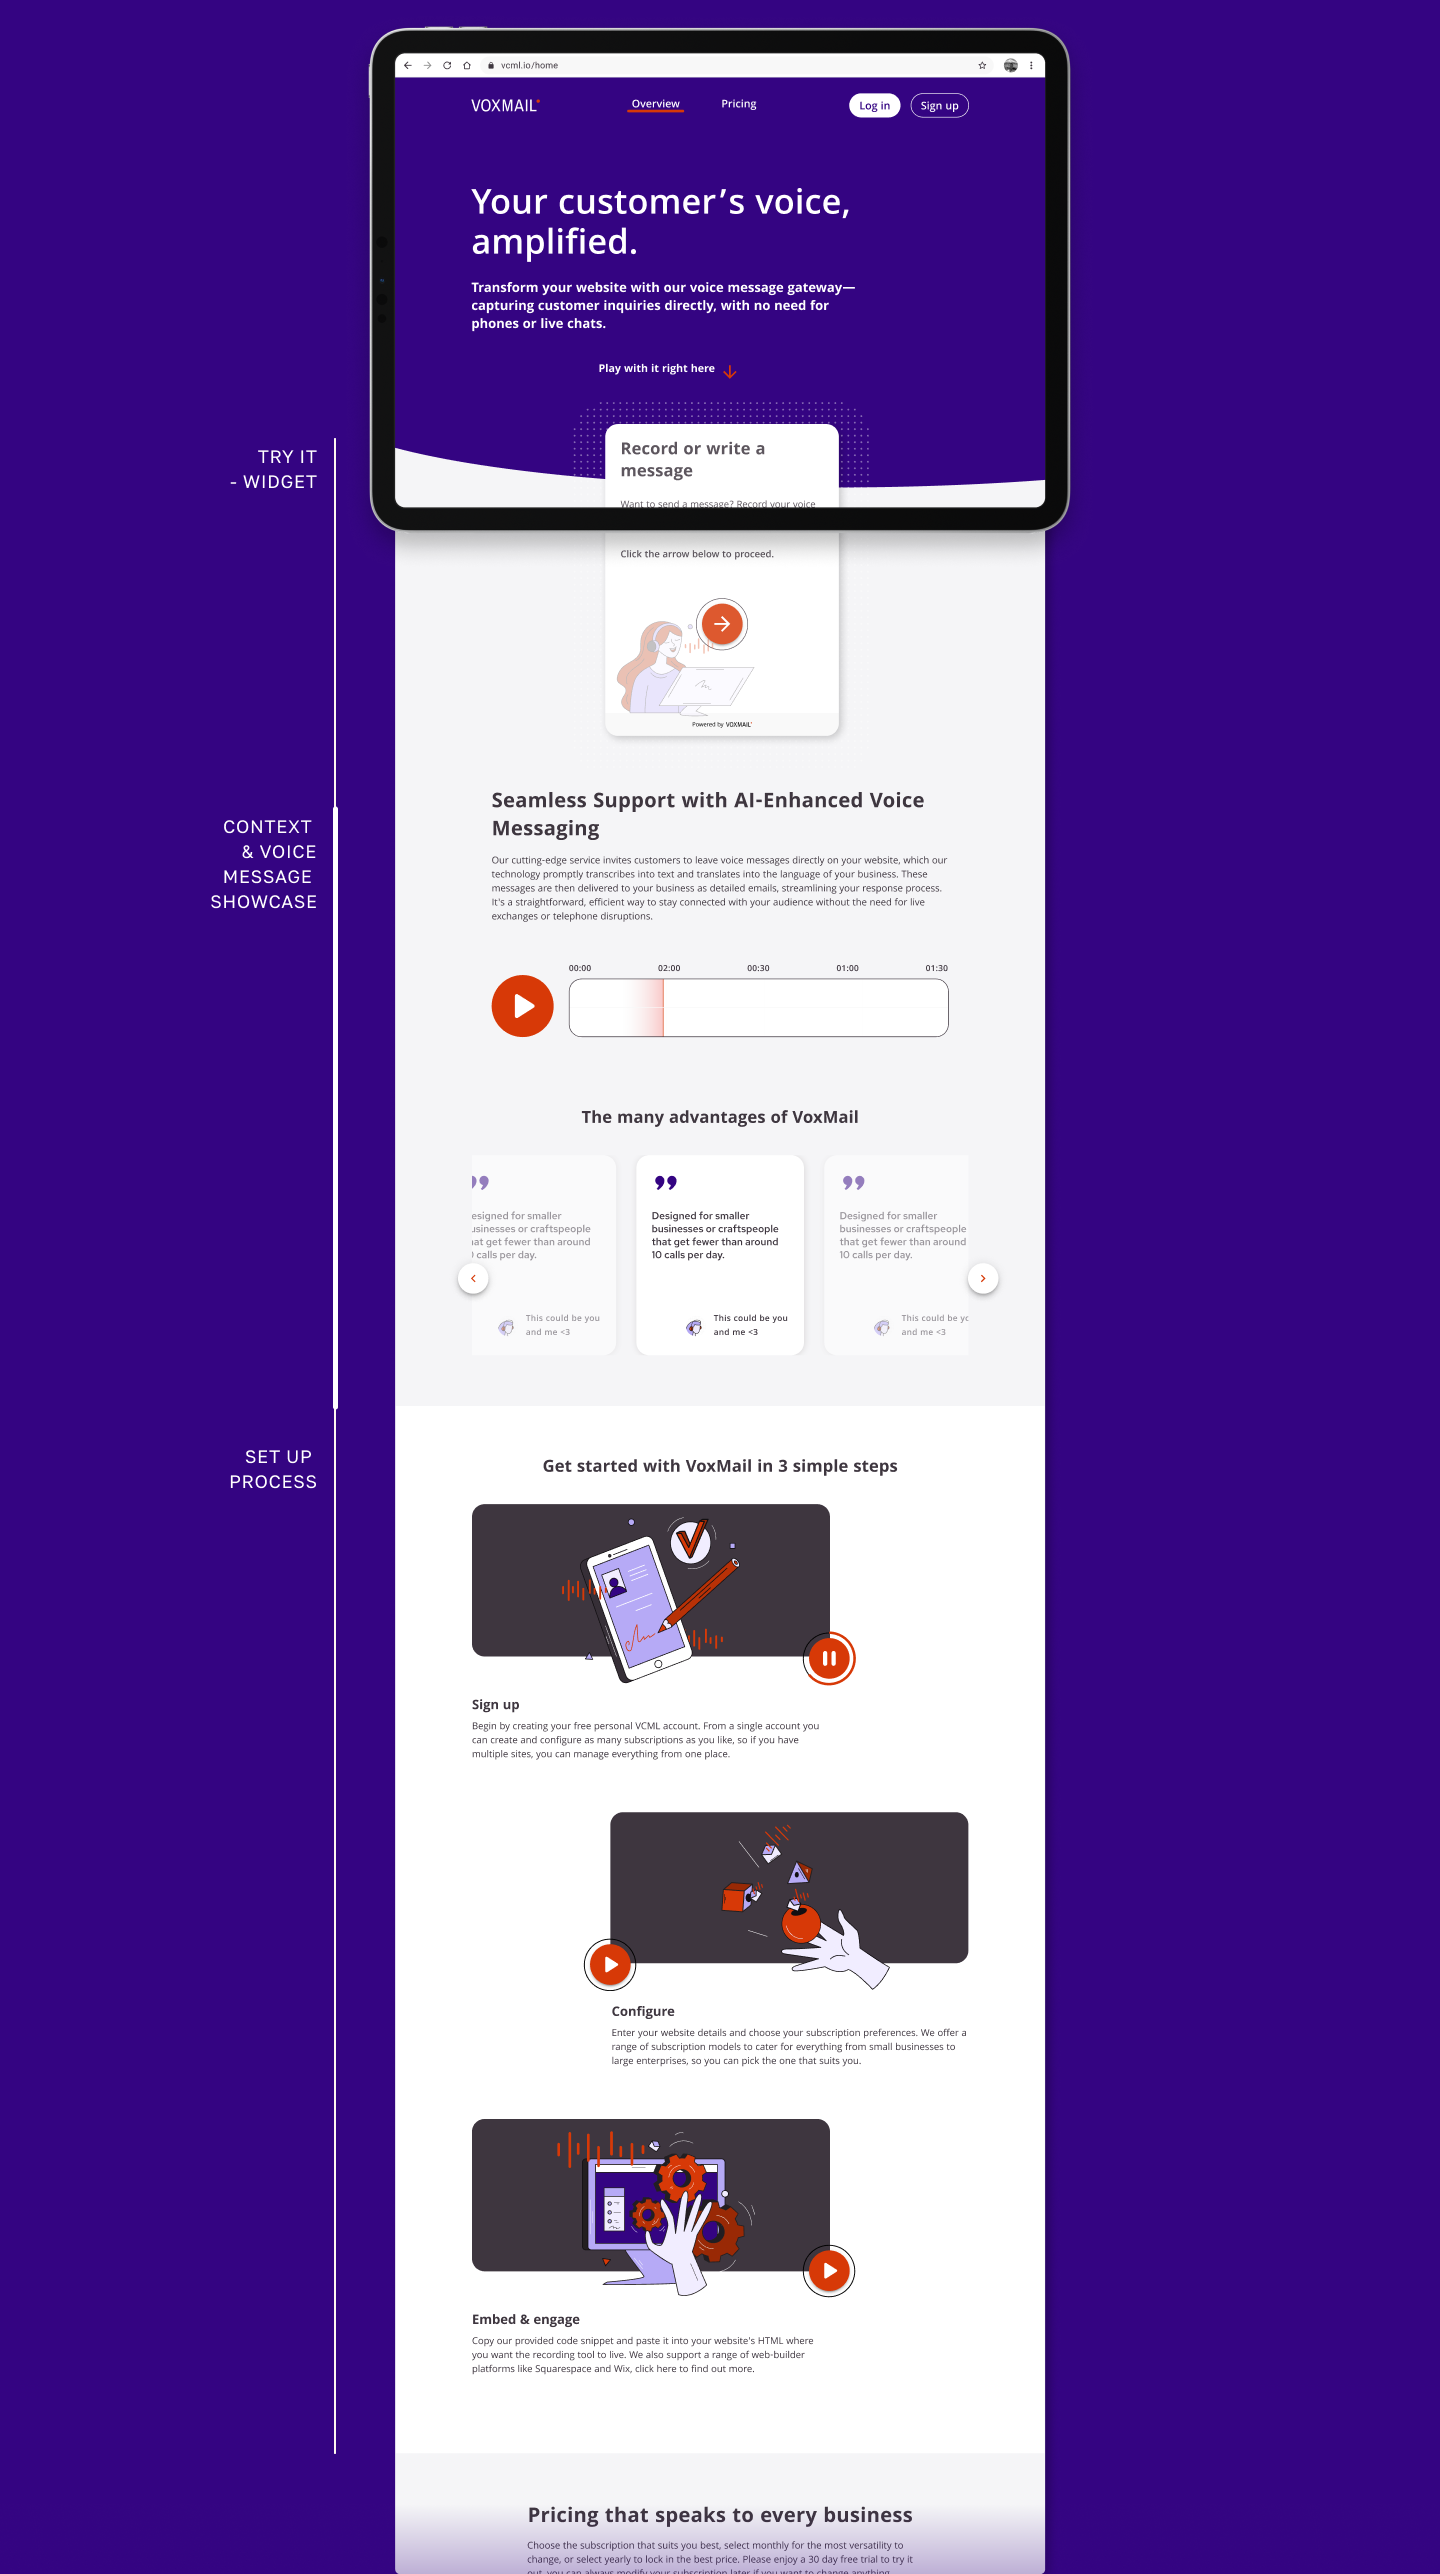 vcml.io/home
VOXMAIL
Overview
Pricing
Log in
Sign up
Your customer’s voice,
amplified.
Transform your website with our voice message gateway—
capturing customer inquiries directly, with no need for
phones or live chats.
Play with it right here
TRY IT
- WIDGET
Record or write a
message
Want to send a message? Record your voice
Click the arrow below to proceed.
Powered by VOXMAIL
CONTEXT
& VOICE
MESSAGE
SHOWCASE
Seamless Support with AI-Enhanced Voice
Messaging
Our cutting-edge service invites customers to leave voice messages directly on your website, which our
technology promptly transcribes into text and translates into the language of your business. These
messages are then delivered to your business as detailed emails, streamlining your response process.
It's a straightforward, efficient way to stay connected with your audience without the need for live
exchanges or telephone disruptions.
00:00 02:00 00:30 01:00 01:30
The many advantages of VoxMail
”
esigned for smaller
usinesses or craftspeople
at get fewer than around
calls per day.
This could be you
and me <3
”
Designed for smaller
businesses or craftspeople
that get fewer than around
10 calls per day.
This could be you
and me <3
”
Designed for smaller
businesses or craftspeople
that get fewer than around
10 calls per day.
This could be yo
and me <3
SET UP
PROCESS
Get started with VoxMail in 3 simple steps
Sign up
Begin by creating your free personal VCML account. From a single account you
can create and configure as many subscriptions as you like, so if you have
multiple sites, you can manage everything from one place.
Configure
Enter your website details and choose your subscription preferences. We offer a
range of subscription models to cater for everything from small businesses to
large enterprises, so you can pick the one that suits you.
Embed & engage
Copy our provided code snippet and paste it into your website's HTML where
you want the recording tool to live. We also support a range of web-builder
platforms like Squarespace and Wix, click here to find out more.
Pricing that speaks to every business
Choose the subscription that suits you best, select monthly for the most versatility to
change, or select yearly to lock in the best price. Please enjoy a 30 day free trial to try it
out, you can always modify your subscription later if you want to change anything.